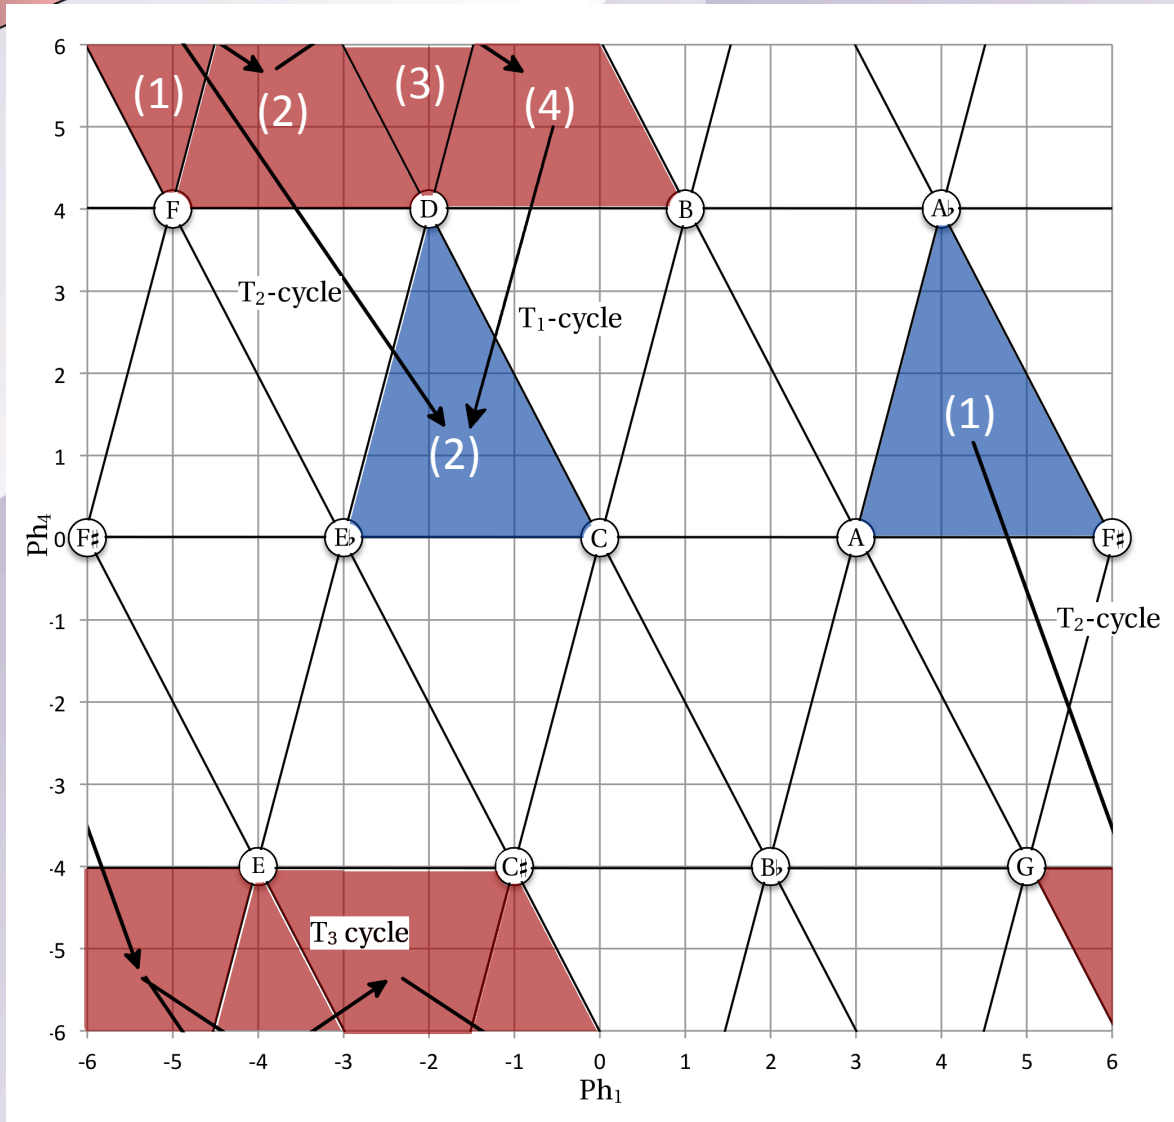 6
(1)
(2)
(3)
(4)
5
4
F
D
B
A♭
3
T₂-cycle
T₁-cycle
2
(1)
1
(2)
Ph₄
0
F♯
E♭
C
A
F♯
-1
T₂-cycle
-2
-3
-4
E
C♯
B♭
G
T₃ cycle
-5
-6
-6 -5 -4 -3 -2 -1 0 1 2 3 4 5 6
Ph₁